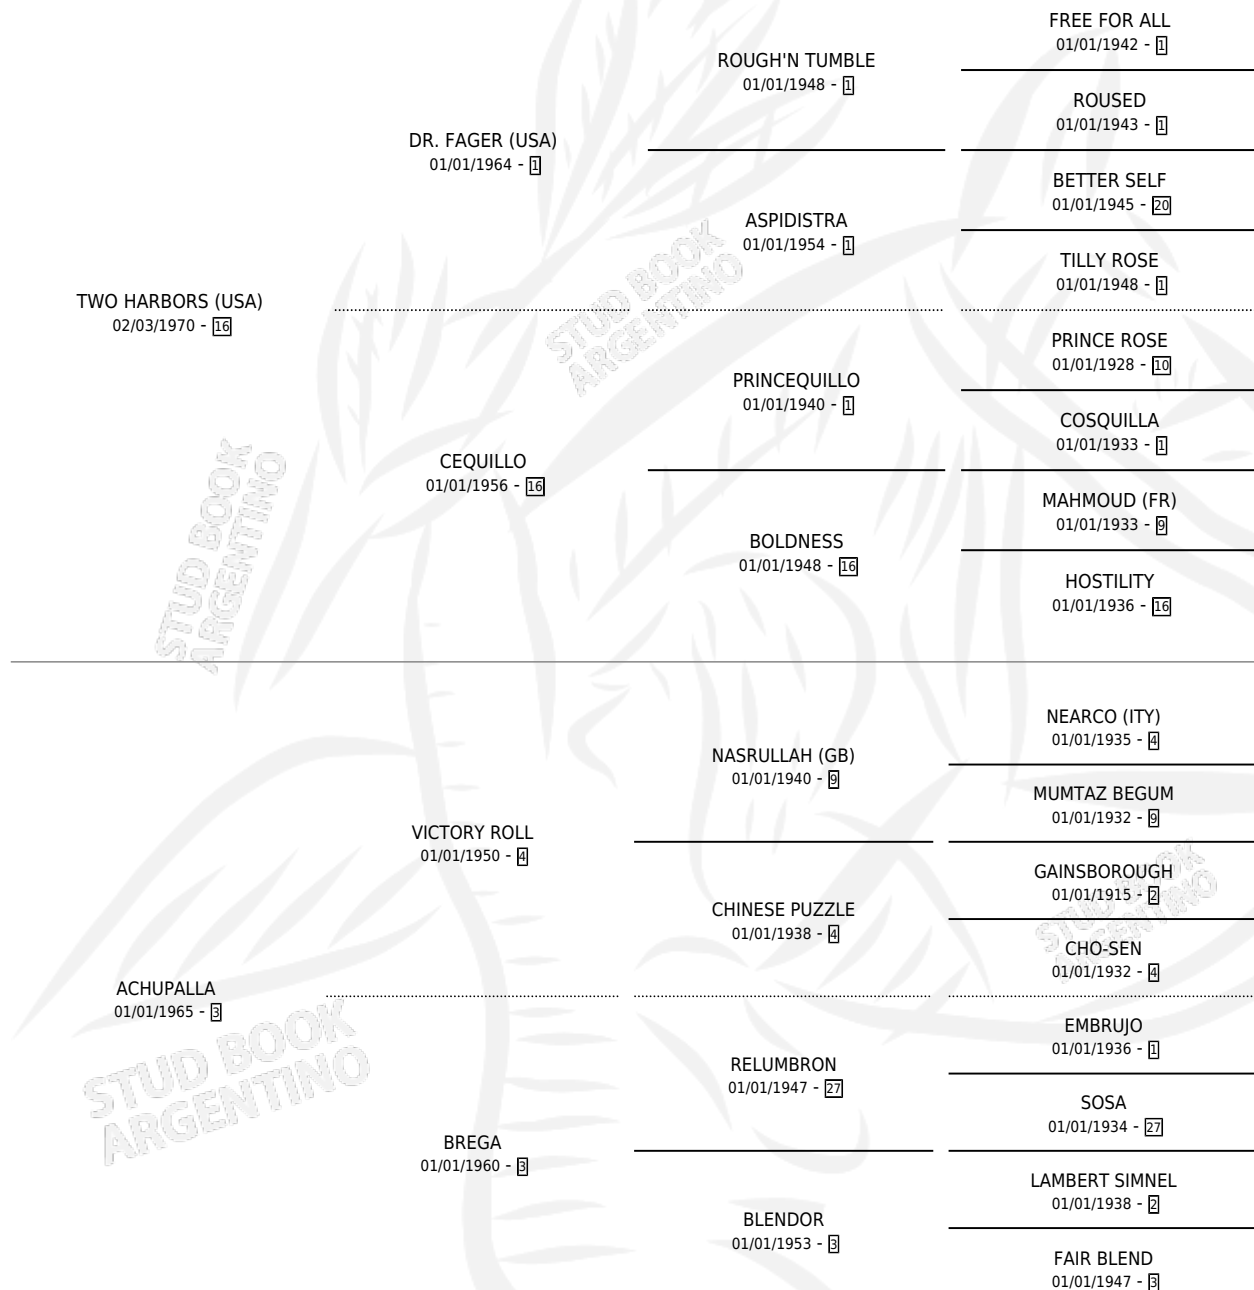 FREE FOR ALL
01/01/1942 - 1
ROUGH'N TUMBLE
01/01/1948 - 1
ROUSED
01/01/1943 - 1
DR. FAGER (USA)
01/01/1964 - 1
BETTER SELF
01/01/1945 - 20
ASPIDISTRA
01/01/1954 - 1
TILLY ROSE
01/01/1948 - 1
TWO HARBORS (USA)
02/03/1970 - 16
STUD BOOK
ARGENTINO
PRINCE ROSE
01/01/1928 - 10
PRINCEQUILLO
01/01/1940 - 1
COSQUILLA
01/01/1933 - 1
CEQUILLO
01/01/1956 - 16
MAHMOUD (FR)
01/01/1933 - 9
BOLDNESS
01/01/1948 - 16
HOSTILITY
01/01/1936 - 16
STUD BOOK
ARGENTINO
NEARCO (ITY)
01/01/1935 - 4
NASRULLAH (GB)
01/01/1940 - 9
MUMTAZ BEGUM
01/01/1932 - 9
VICTORY ROLL
01/01/1950 - 4
GAINSBOROUGH
01/01/1915 - 2
STUD BOOK
ARGENTINO
CHINESE PUZZLE
01/01/1938 - 4
CHO-SEN
01/01/1932 - 4
ACHUPALLA
01/01/1965 - 3
STUD BOOK
ARGENTINO
EMBRUJO
01/01/1936 - 1
RELUMBRON
01/01/1947 - 27
SOSA
01/01/1934 - 27
BREGA
01/01/1960 - 3
LAMBERT SIMNEL
01/01/1938 - 2
BLENDOR
01/01/1953 - 3
FAIR BLEND
01/01/1947 - 3